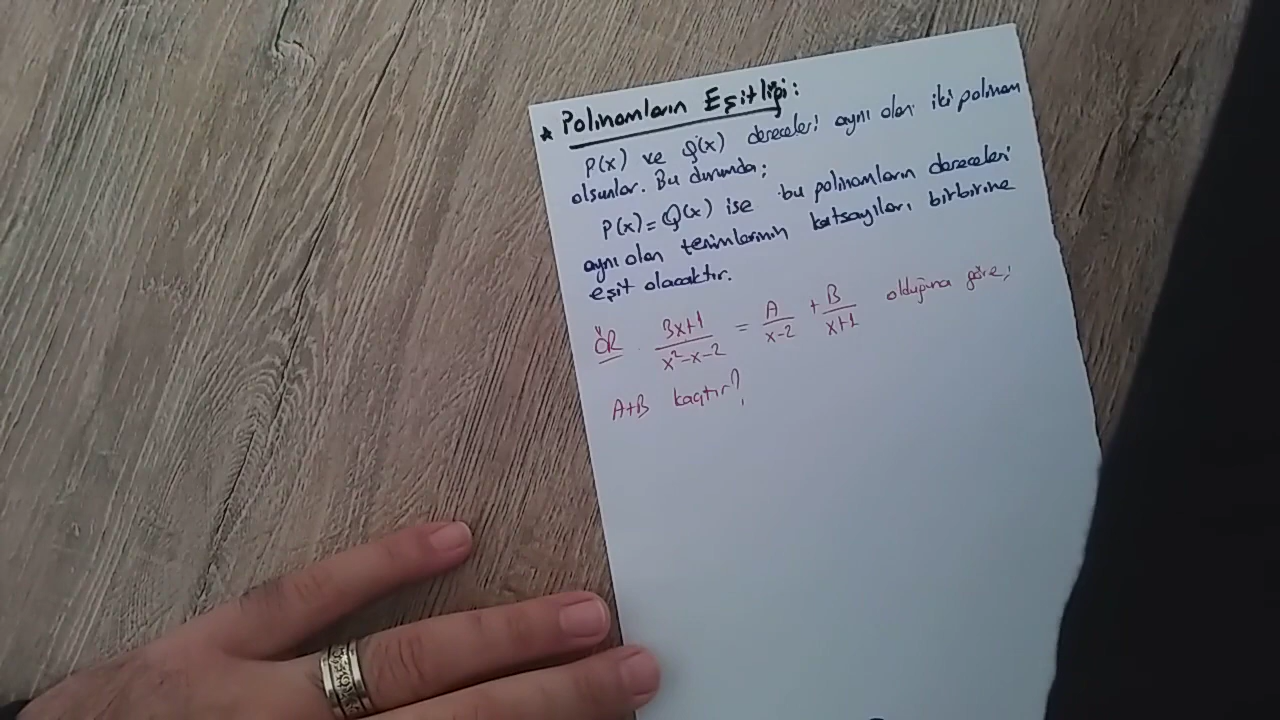 * Polinomların Eşitliği:
P(x) ve Q(x) dereceleri aynı olan iki polinom
olsunlar. Bu durumda;
P(x)=Q(x) ise bu polinomların dereceleri
aynı olan terimlerinin katsayıları birbirine
eşit olacaktır.
ÖR. 3x+1/x²-x-2 = A/x-2 + B/x+1 olduğuna göre;
A+B kaçtır?